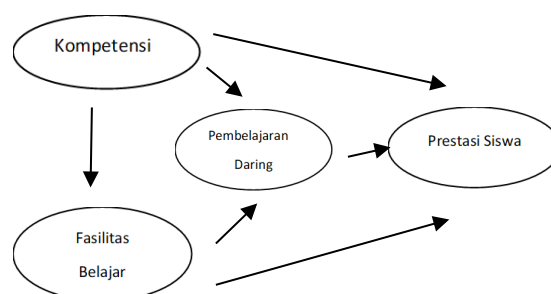 Kompetensi
Pembelajaran
Daring
Prestasi Siswa
Fasilitas
Belajar